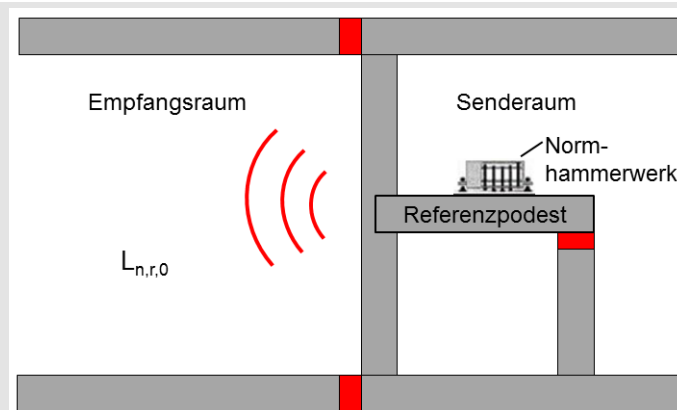 Empfangsraum
Senderaum
Norm-
hammerwerk
Referenzpodest
Lₙ,ᵣ,₀